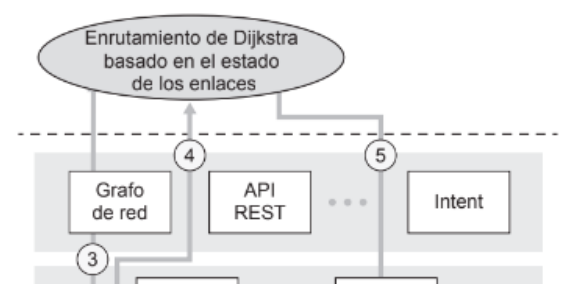 Enrutamiento de Dijkstra
basado en el estado
de los enlaces
4
5
Grafo
de red
API
REST
Intent
3